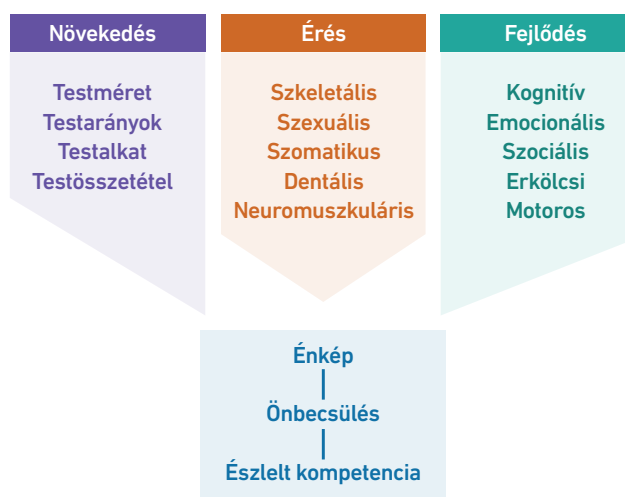 Növekedés
Testméret
Testarányok
Testalkat
Testösszetétel
Érés
Szkeletális
Szexuális
Szomatikus
Dentális
Neuromuszkuláris
Fejlődés
Kognitív
Emocionális
Szociális
Erkölcsi
Motoros
Énkép
Önbecsülés
Észlelt kompetencia